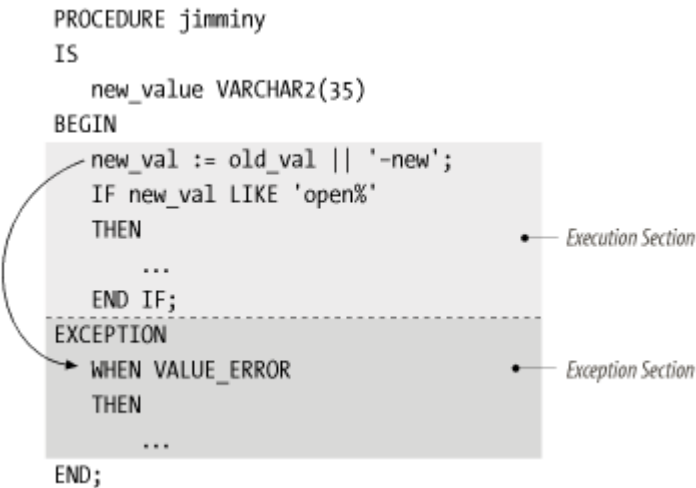 PROCEDURE jimminy
IS
new_value VARCHAR2(35)
BEGIN
new_val := old_val || '-new';
IF new_val LIKE 'open%'
THEN
Execution Section
...
END IF;
EXCEPTION
WHEN VALUE_ERROR
Exception Section
THEN
...
END;